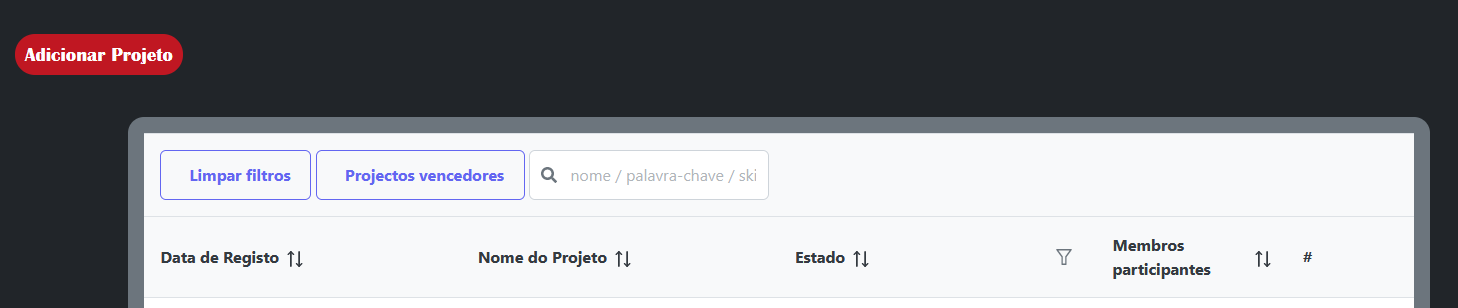 Adicionar Projeto
Limpar filtros Projectos vencedores nome / palavra-chave / ski
Data de Registo Nome do Projeto Estado Membros participantes #